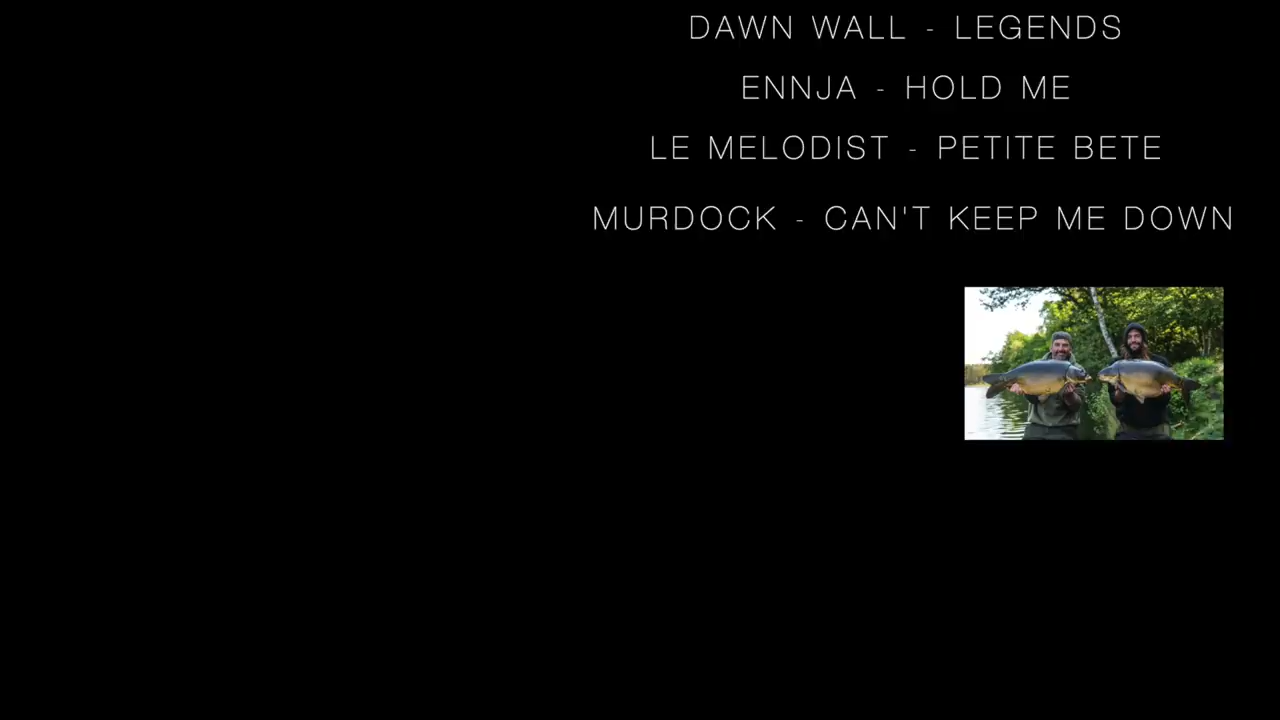 DAWN WALL - LEGENDS
ENNJA - HOLD ME
LE MELODIST - PETITE BETE
MURDOCK - CAN'T KEEP ME DOWN